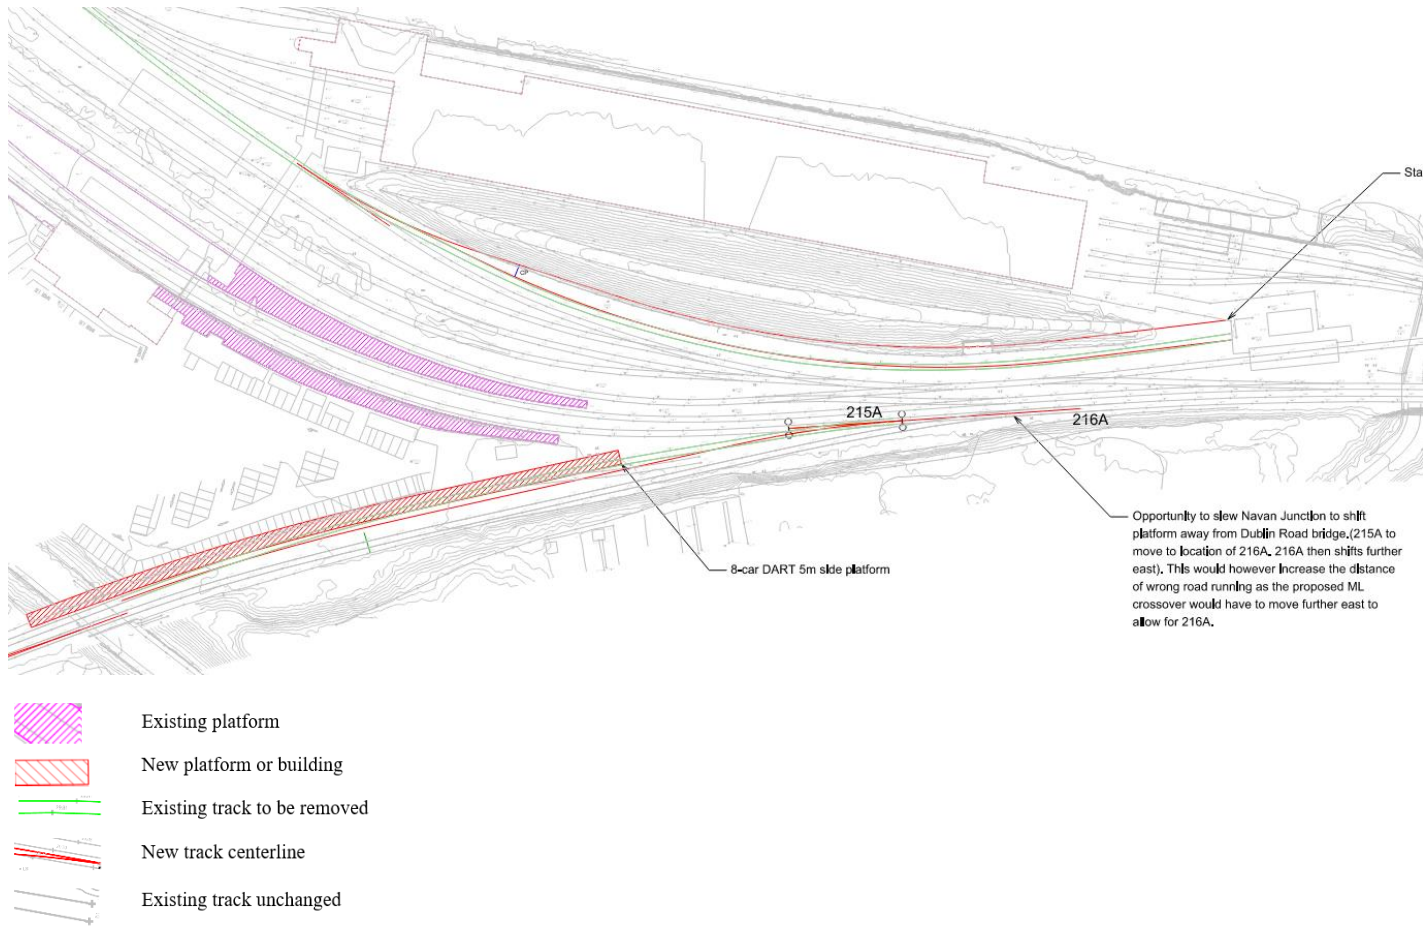 Sta
CP
215A
216A
Opportunity to slew Navan Junction to shift
platform away from Dublin Road bridge.(215A to
move to location of 216A. 216A then shifts further
east). This would however increase the distance
of wrong road running as the proposed ML
crossover would have to move further east to
allow for 216A.
8-car DART 5m side platform
Existing platform
New platform or building
Existing track to be removed
New track centerline
Existing track unchanged